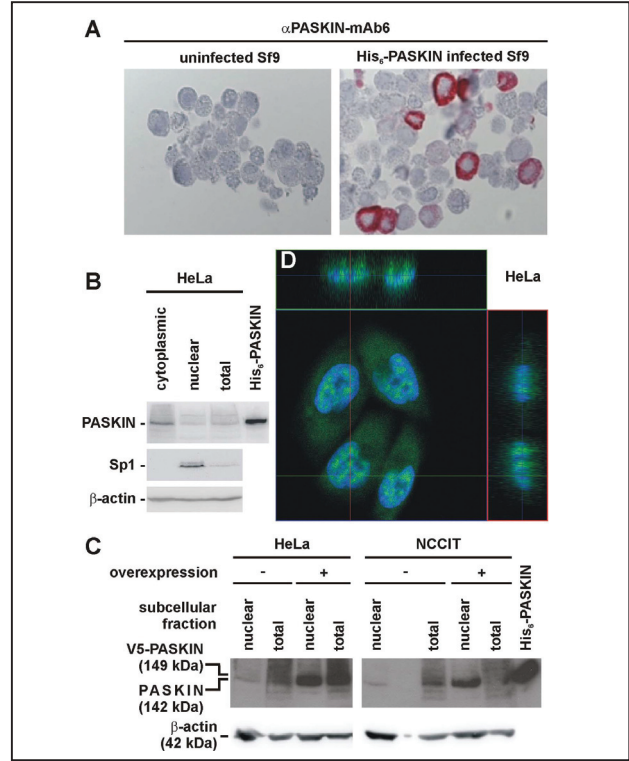 A
αPASKIN-mAb6
uninfected Sf9
His₆-PASKIN infected Sf9
B
HeLa
cytoplasmic
nuclear
total
His₆-PASKIN
PASKIN -
Sp1 -
β-actin -
D
HeLa
C
HeLa
NCCIT
overexpression
- + - +
subcellular
fraction
nuclear
total
nuclear
total
nuclear
total
nuclear
total
His₆-PASKIN
V5-PASKIN
(149 kDa)
PASKIN
(142 kDa)
β-actin -
(42 kDa)